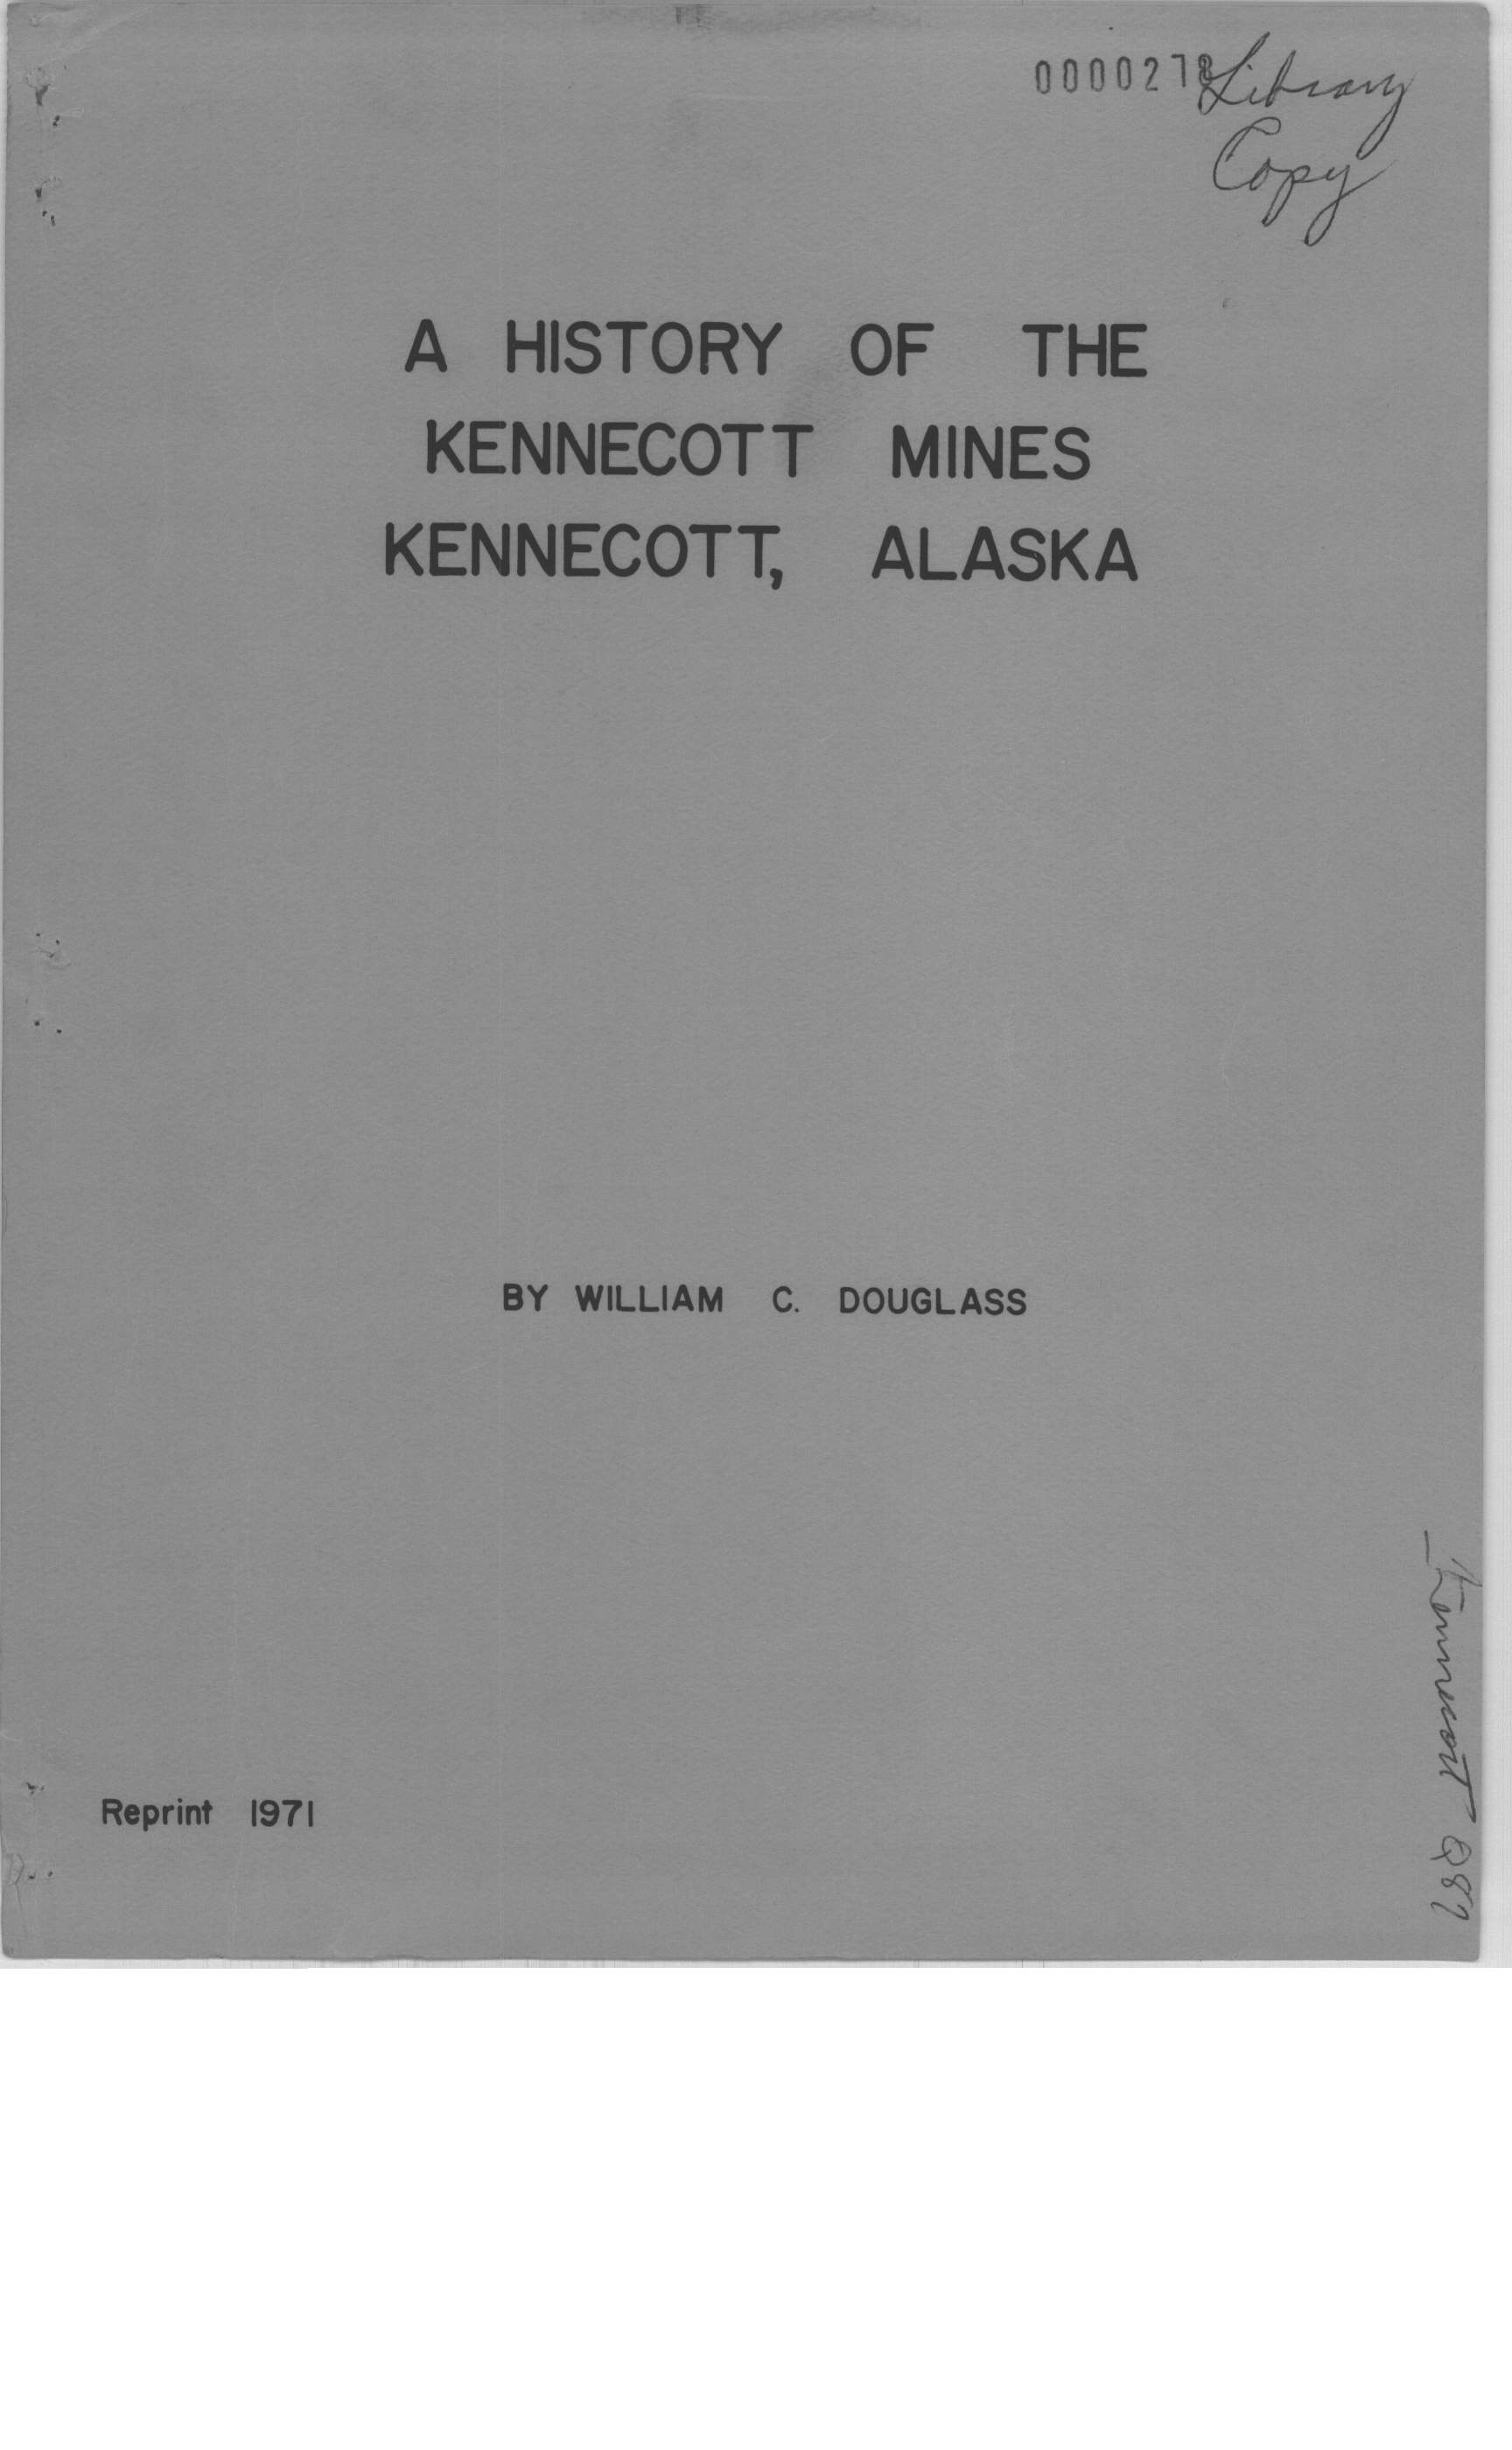 0000278 Library
Copy
A HISTORY OF THE
KENNECOTT MINES
KENNECOTT, ALASKA
BY WILLIAM C. DOUGLASS
Reprint 1971
Kennecott